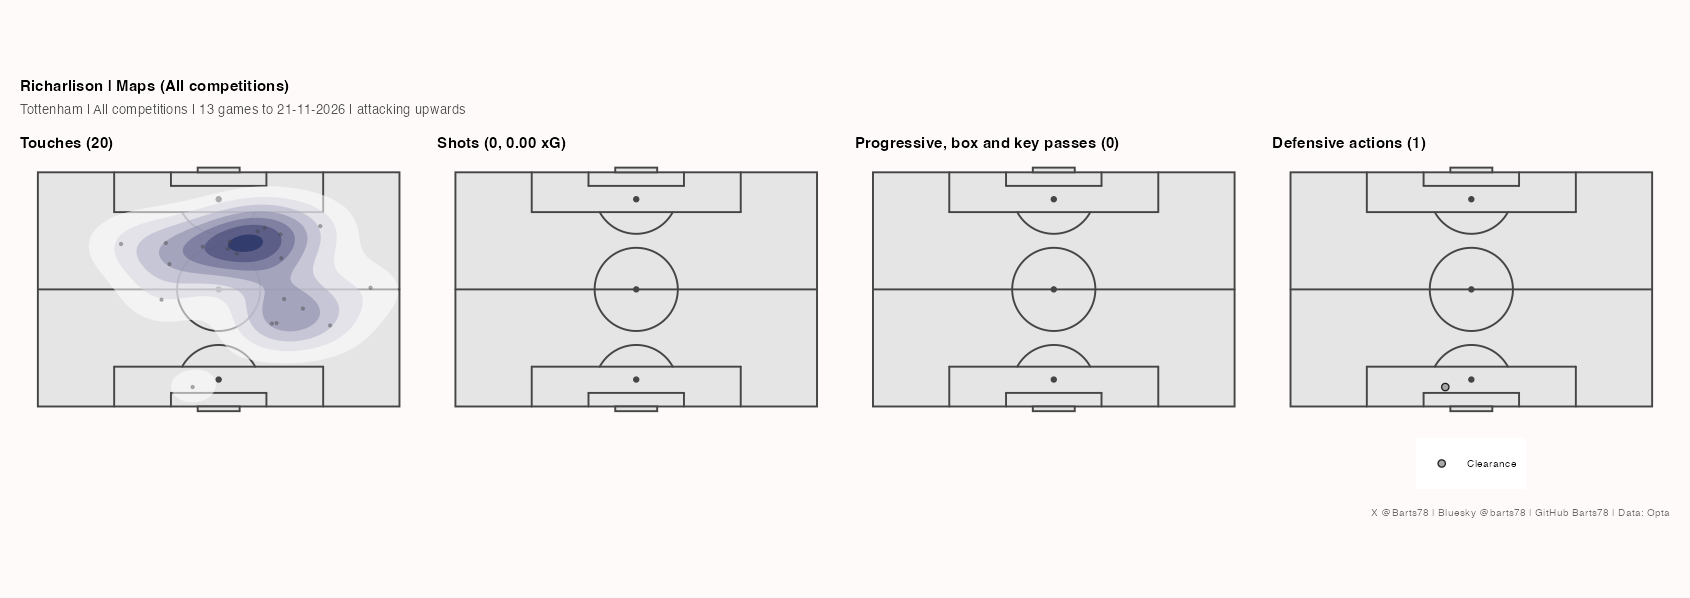 Richarlison | Maps (All competitions)
Tottenham | All competitions | 13 games to 21-11-2026 | attacking upwards
Touches (20)
Shots (0, 0.00 xG)
Progressive, box and key passes (0)
Defensive actions (1)
Clearance
X @Barts78 | Bluesky @barts78 | GitHub Barts78 | Data: Opta